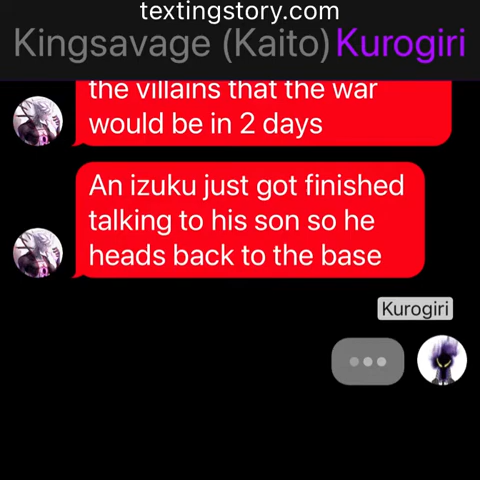 textingstory.com
Kingsavage (Kaito) Kurogiri
the villains that the war
would be in 2 days
An izuku just got finished
talking to his son so he
heads back to the base
Kurogiri